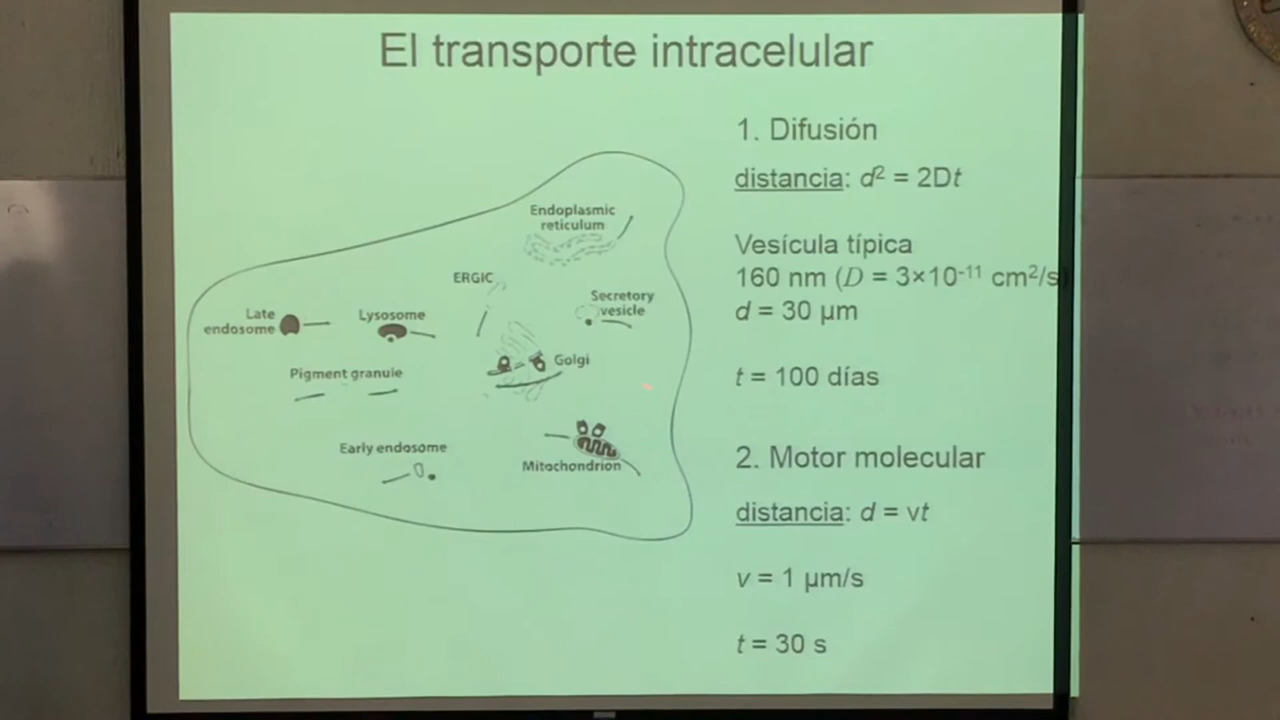 El transporte intracelular
1. Difusión
distancia: d² = 2Dt
Vesícula típica
160 nm (D = 3×10⁻¹¹ cm²/s)
d = 30 µm
t = 100 días
2. Motor molecular
distancia: d = vt
v = 1 µm/s
t = 30 s
Endoplasmic
reticulum
ERGIC
Secretory
vesicle
Late
endosome
Lysosome
Golgi
Pigment granule
Early endosome
Mitochondrion